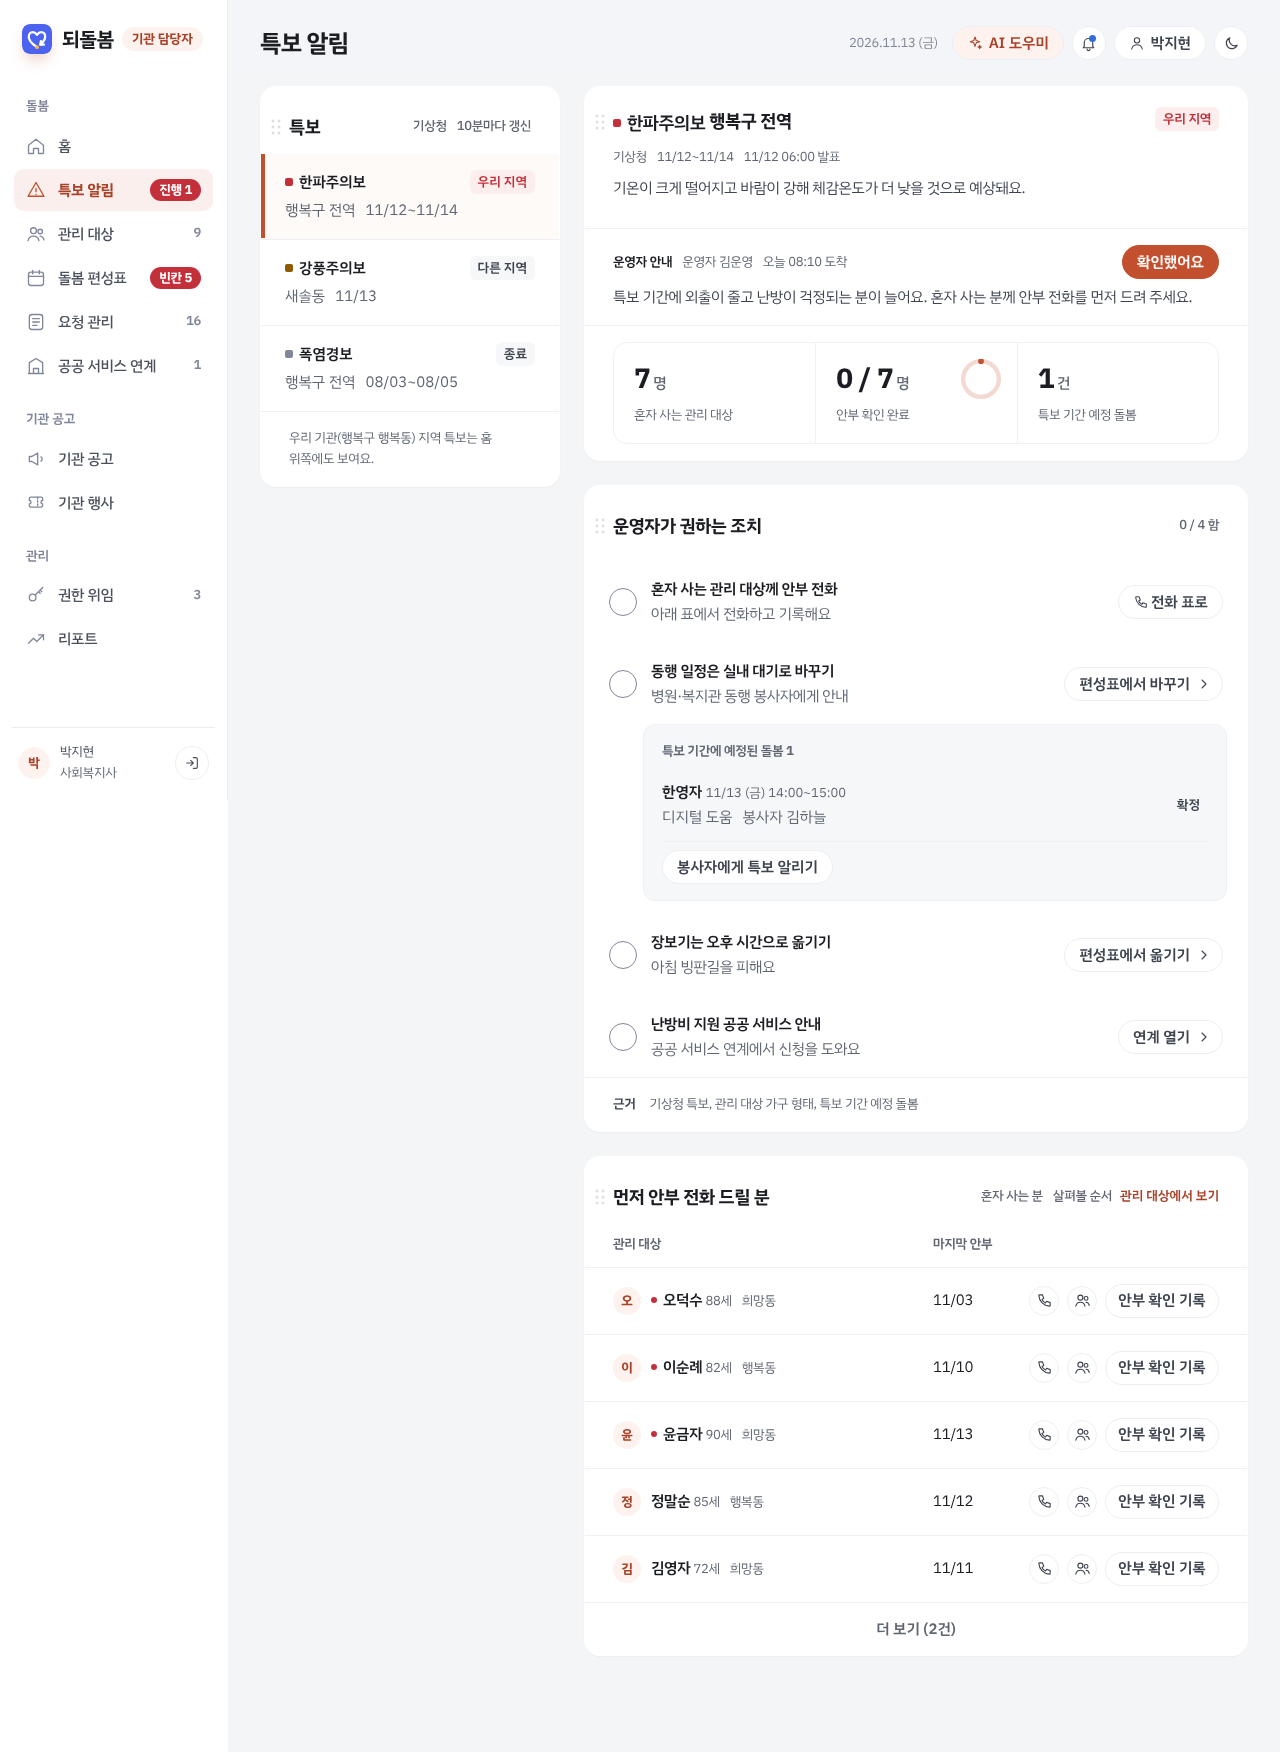 되돌봄 기관 담당자
돌봄
홈
특보 알림 진행 1
관리 대상 9
돌봄 편성표 빈칸 5
요청 관리 16
공공 서비스 연계 1
기관 공고
기관 공고
기관 행사
관리
권한 위임 3
리포트
박 박지현
사회복지사
특보 알림
2026.11.13 (금) AI 도우미 박지현
특보 기상청 10분마다 갱신
한파주의보 우리 지역
행복구 전역 11/12~11/14
강풍주의보 다른 지역
새솔동 11/13
폭염경보 종료
행복구 전역 08/03~08/05
우리 기관(행복구 행복동) 지역 특보는 홈
위쪽에도 보여요.
한파주의보 행복구 전역 우리 지역
기상청 11/12~11/14 11/12 06:00 발표
기온이 크게 떨어지고 바람이 강해 체감온도가 더 낮을 것으로 예상돼요.
운영자 안내 운영자 김운영 오늘 08:10 도착 확인했어요
특보 기간에 외출이 줄고 난방이 걱정되는 분이 늘어요. 혼자 사는 분께 안부 전화를 먼저 드려 주세요.
7명 0 / 7명 1건
혼자 사는 관리 대상 안부 확인 완료 특보 기간 예정 돌봄
운영자가 권하는 조치 0 / 4 함
혼자 사는 관리 대상께 안부 전화
아래 표에서 전화하고 기록해요
전화 표로
동행 일정은 실내 대기로 바꾸기
병원·복지관 동행 봉사자에게 안내
편성표에서 바꾸기
특보 기간에 예정된 돌봄 1
한영자 11/13 (금) 14:00~15:00
디지털 도움 봉사자 김하늘
확정
봉사자에게 특보 알리기
장보기는 오후 시간으로 옮기기
아침 빙판길을 피해요
편성표에서 옮기기
난방비 지원 공공 서비스 안내
공공 서비스 연계에서 신청을 도와요
연계 열기
근거 기상청 특보, 관리 대상 가구 형태, 특보 기간 예정 돌봄
먼저 안부 전화 드릴 분 혼자 사는 분 살펴볼 순서 관리 대상에서 보기
관리 대상 마지막 안부
오 오덕수 88세 희망동 11/03 안부 확인 기록
이 이순례 82세 행복동 11/10 안부 확인 기록
윤 윤금자 90세 희망동 11/13 안부 확인 기록
정 정말순 85세 행복동 11/12 안부 확인 기록
김 김영자 72세 희망동 11/11 안부 확인 기록
더 보기 (2건)